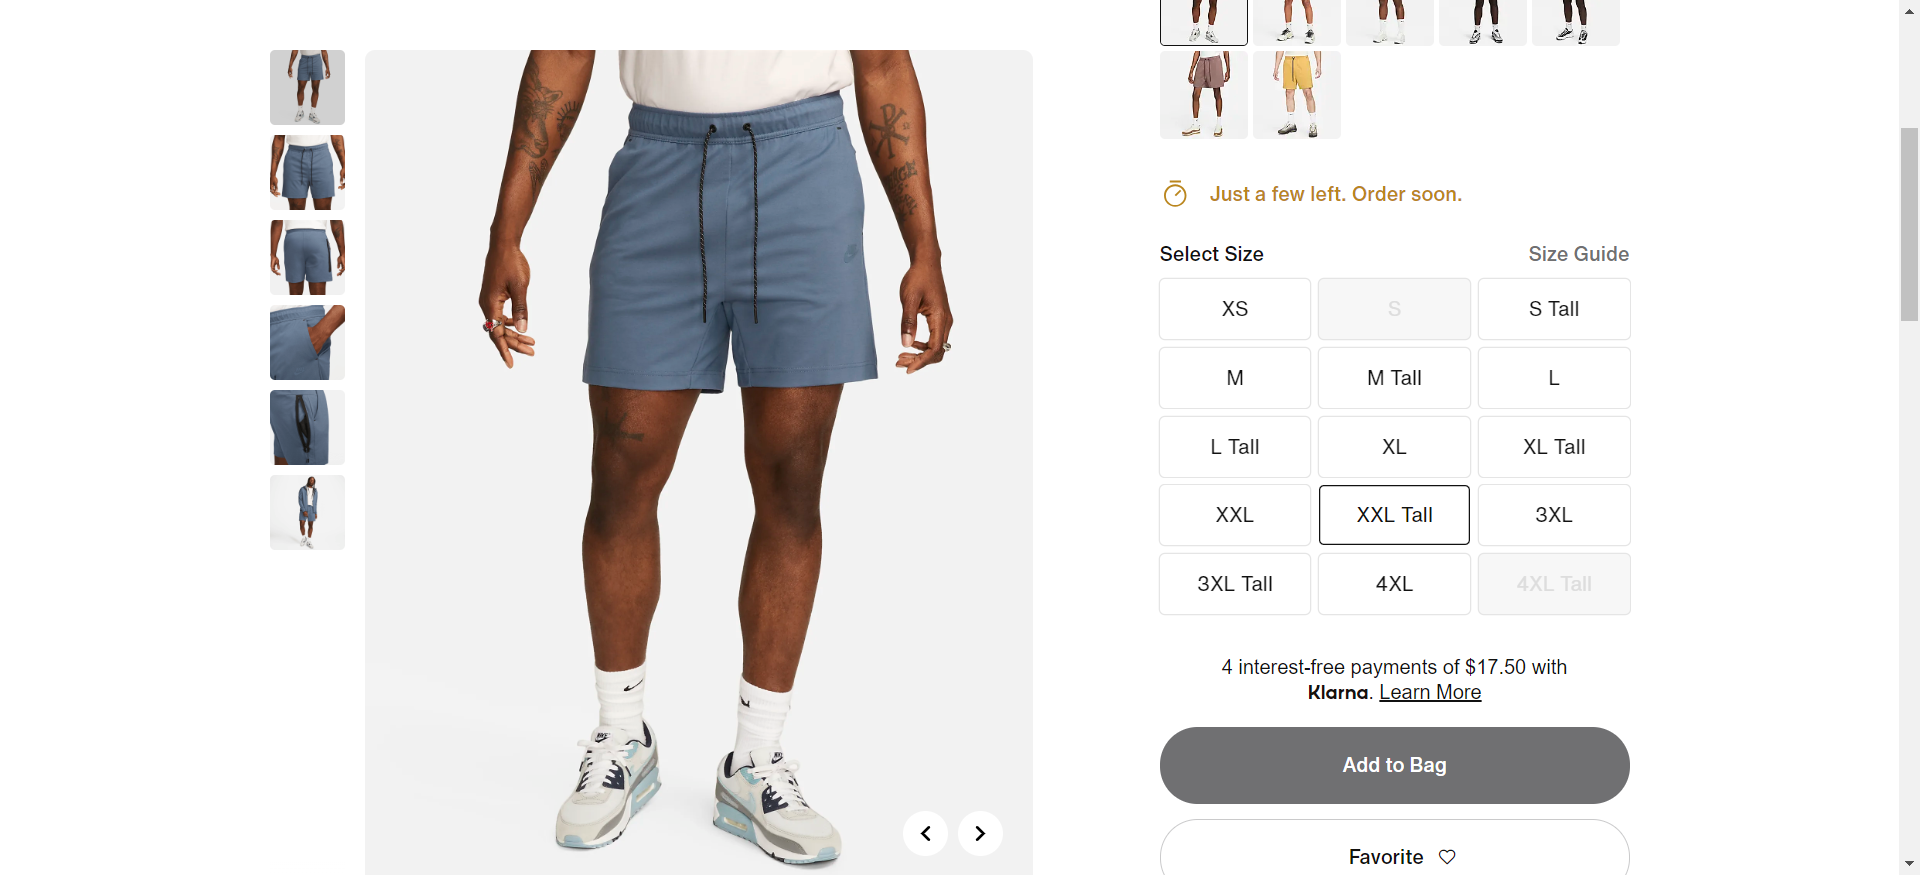 Just a few left. Order soon.
Select Size
Size Guide
XS
S
S Tall
M
M Tall
L
L Tall
XL
XL Tall
XXL
XXL Tall
3XL
3XL Tall
4XL
4XL Tall
4 interest-free payments of $17.50 with
Klarna. Learn More
Add to Bag
Favorite